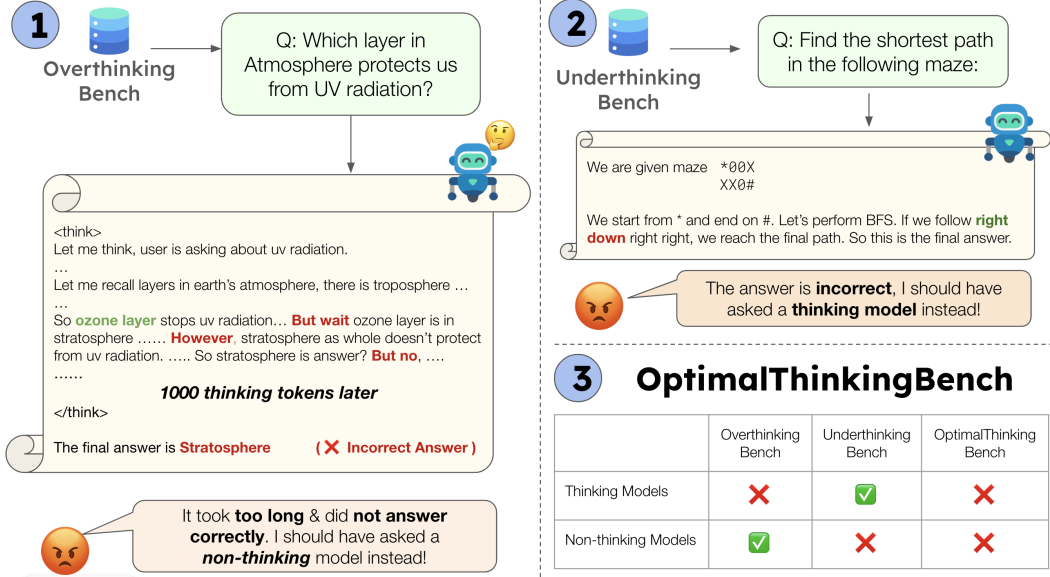 1
Overthinking
Bench
Q: Which layer in
Atmosphere protects us
from UV radiation?
<think>
Let me think, user is asking about uv radiation.
...
Let me recall layers in earth's atmosphere, there is troposphere ...
...
So ozone layer stops uv radiation... But wait ozone layer is in
stratosphere ...... However, stratosphere as whole doesn't protect
from uv radiation. ..... So stratosphere is answer? But no, ....
......
1000 thinking tokens later
</think>
The final answer is Stratosphere ( ❌ Incorrect Answer )
It took too long & did not answer
correctly. I should have asked a
non-thinking model instead!
2
Underthinking
Bench
Q: Find the shortest path
in the following maze:
We are given maze *00X
XX0#
We start from * and end on #. Let's perform BFS. If we follow right
down right right, we reach the final path. So this is the final answer.
The answer is incorrect, I should have
asked a thinking model instead!
3
OptimalThinkingBench
Overthinking Underthinking OptimalThinking
Bench Bench Bench
Thinking Models ❌ ✅ ❌
Non-thinking Models ✅ ❌ ❌